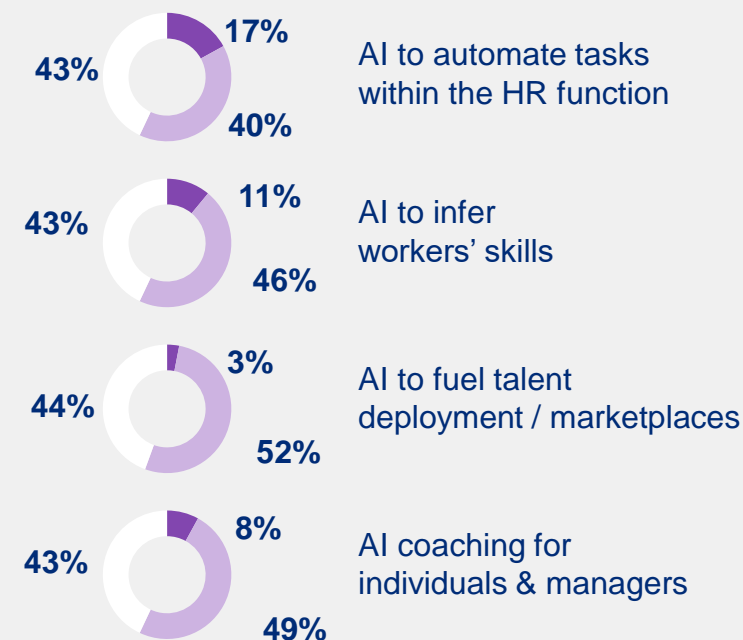 17%
43%
40%
AI to automate tasks
within the HR function
11%
43%
46%
AI to infer
workers' skills
3%
44%
52%
AI to fuel talent
deployment / marketplaces
8%
43%
49%
AI coaching for
individuals & managers